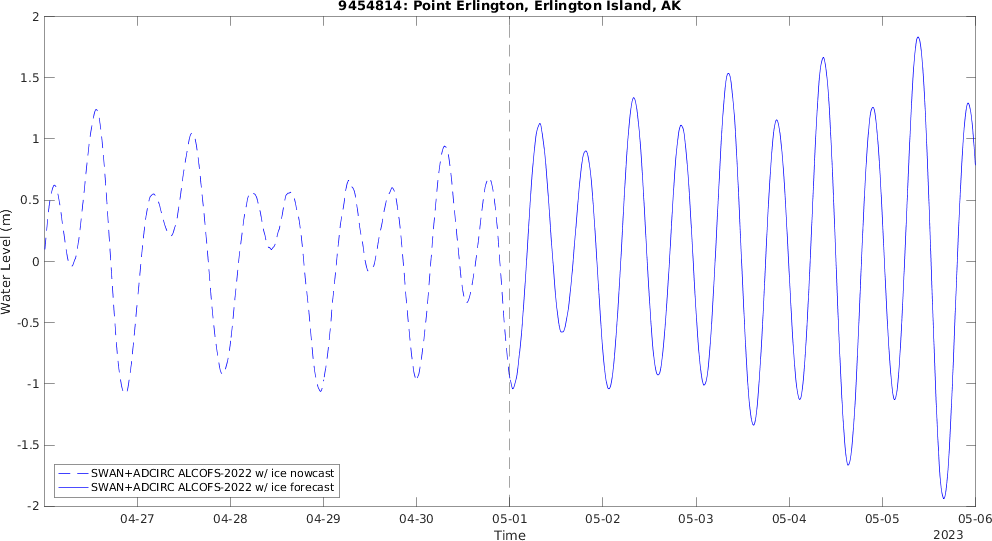 9454814: Point Erlington, Erlington Island, AK
2
1.5
1
0.5
0
-0.5
-1
-1.5
-2
Water Level (m)
SWAN+ADCIRC ALCOFS-2022 w/ ice nowcast
SWAN+ADCIRC ALCOFS-2022 w/ ice forecast
04-27 04-28 04-29 04-30 05-01 05-02 05-03 05-04 05-05 05-06
Time
2023